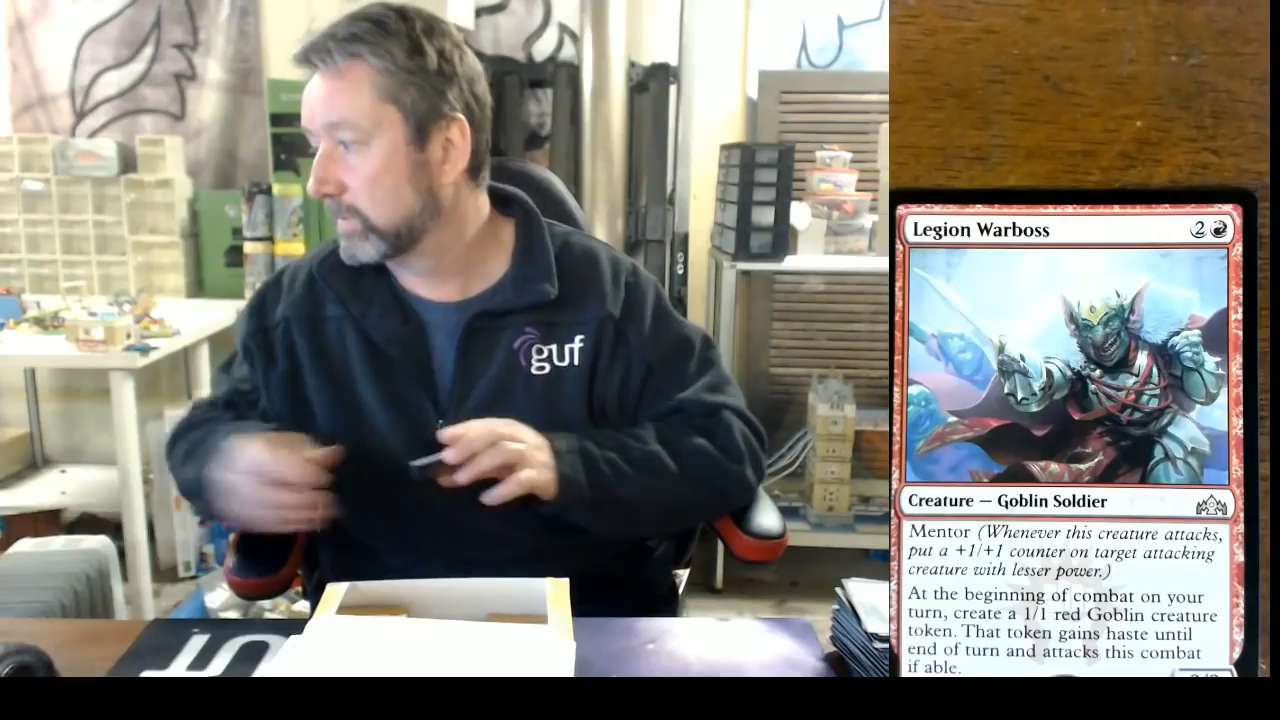 guf
Legion Warboss 2
Creature — Goblin Soldier
Mentor (Whenever this creature attacks,
put a +1/+1 counter on target attacking
creature with lesser power.)
At the beginning of combat on your
turn, create a 1/1 red Goblin creature
token. That token gains haste until
end of turn and attacks this combat
if able.